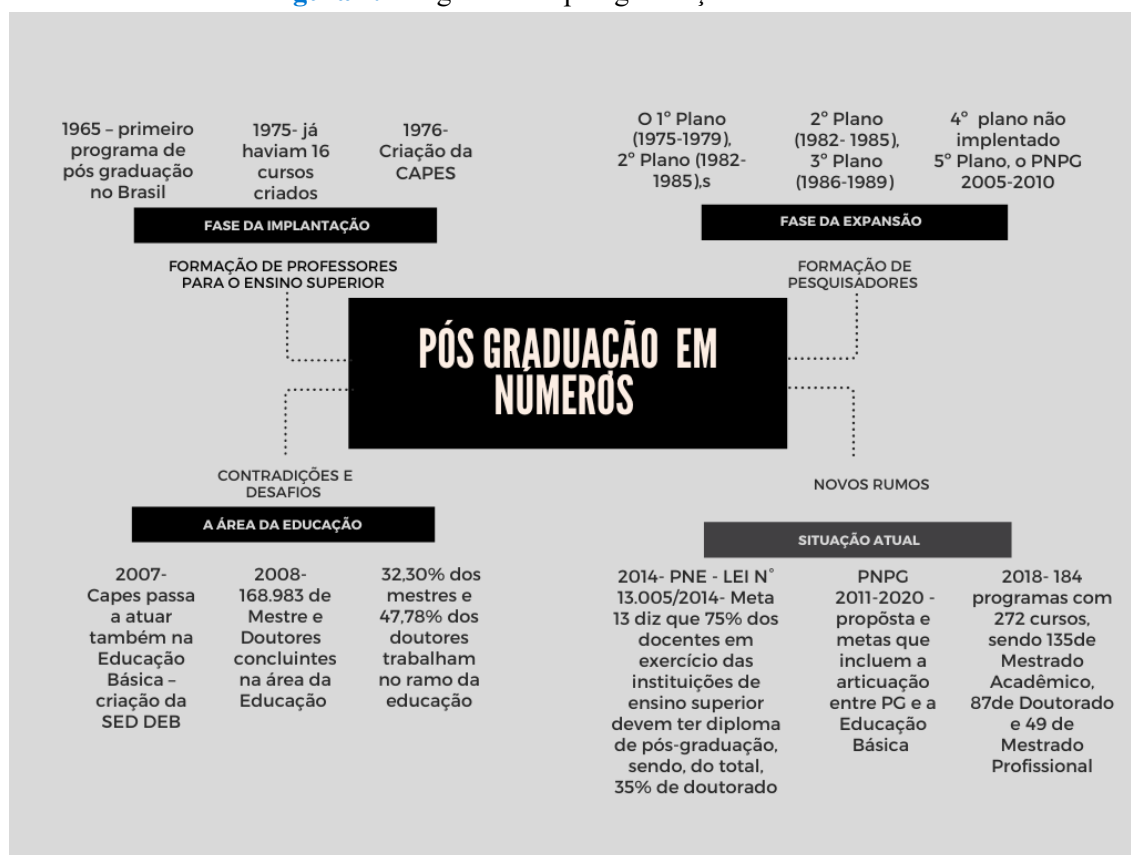 1965 – primeiro
programa de
pós graduação
no Brasil
1975- já
haviam 16
cursos
criados
1976-
Criação da
CAPES
FASE DA IMPLANTAÇÃO
FORMAÇÃO DE PROFESSORES
PARA O ENSINO SUPERIOR
O 1º Plano
(1975-1979),
2º Plano (1982-
1985),s
2º Plano
(1982- 1985),
3º Plano
(1986-1989)
4º plano não
implentado
5º Plano, o PNPG
2005-2010
FASE DA EXPANSÃO
FORMAÇÃO DE
PESQUISADORES
PÓS GRADUAÇÃO EM
NÚMEROS
CONTRADIÇÕES E
DESAFIOS
A ÁREA DA EDUCAÇÃO
2007-
Capes passa
a atuar
também na
Educação
Básica –
criação da
SED DEB
2008-
168.983 de
Mestre e
Doutores
concluintes
na área da
Educação
32,30% dos
mestres e
47,78% dos
doutores
trabalham
no ramo da
educação
NOVOS RUMOS
SITUAÇÃO ATUAL
2014- PNE - LEI N°
13.005/2014- Meta
13 diz que 75% dos
docentes em
exercício das
instituições de
ensino superior
devem ter diploma
de pós-graduação,
sendo, do total,
35% de doutorado
PNPG
2011-2020 -
propõsta e
metas que
incluem a
articuação
entre PG e a
Educação
Básica
2018- 184
programas com
272 cursos,
sendo 135de
Mestrado
Acadêmico,
87de Doutorado
e 49 de
Mestrado
Profissional